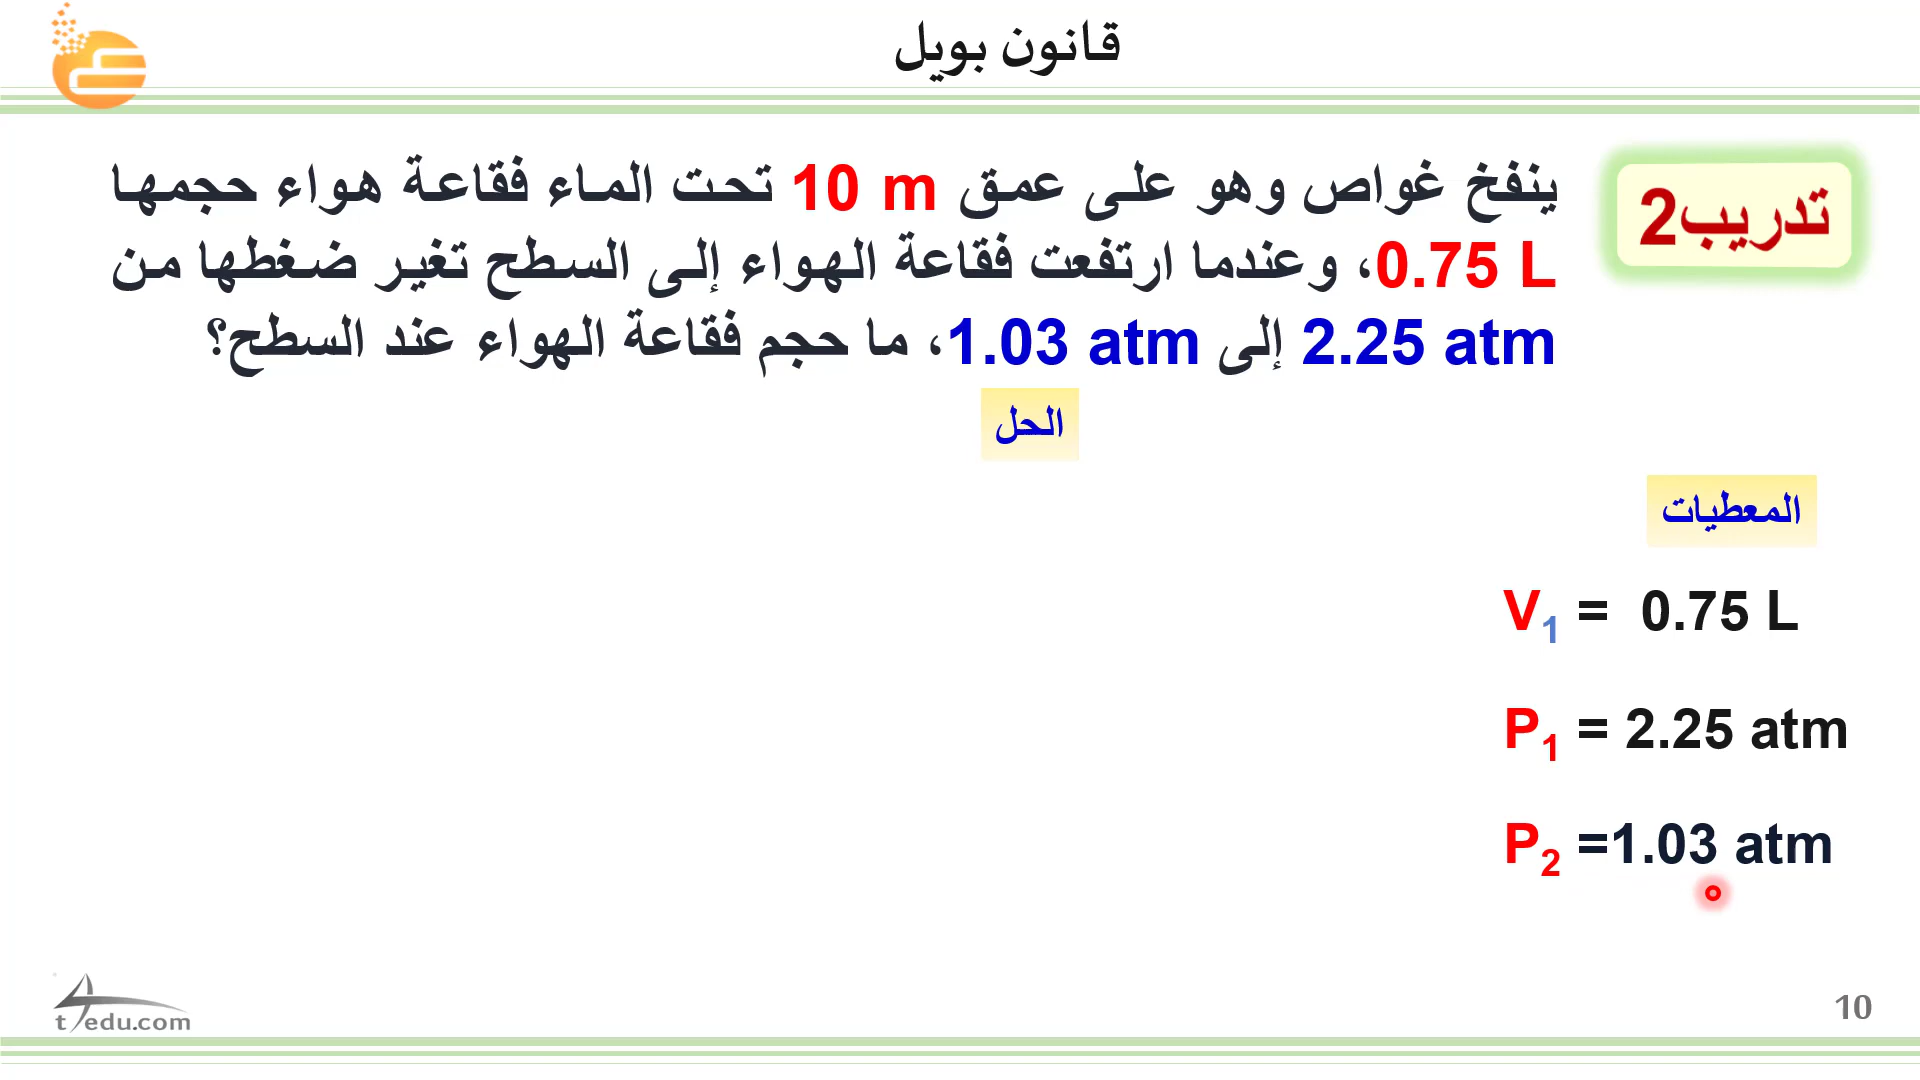 قانون بويل
تدريب2
ينفخ غواص وهو على عمق 10 m تحت الماء فقاعة هواء حجمها
0.75 L، وعندما ارتفعت فقاعة الهواء إلى السطح تغير ضغطها من
2.25 atm إلى 1.03 atm، ما حجم فقاعة الهواء عند السطح؟
الحل
المعطيات
V1 = 0.75 L
P1 = 2.25 atm
P2 =1.03 atm
t4edu.com
10